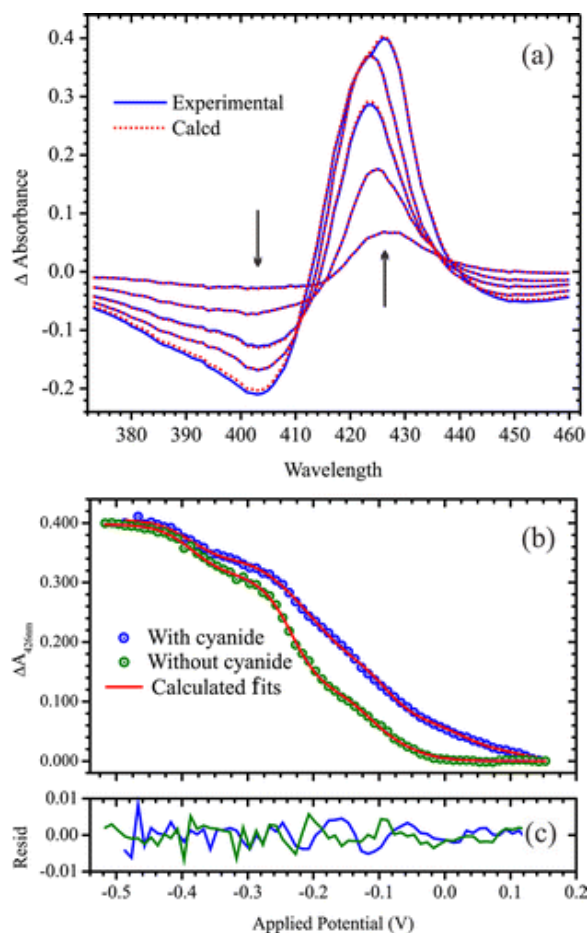 0.4
(a)
0.3
Experimental
Calcd
0.2
0.1
0.0
-0.1
-0.2
Δ Absorbance
380 390 400 410 420 430 440 450 460
Wavelength
0.400
(b)
0.300
0.200
With cyanide
Without cyanide
Calculated fits
0.100
0.000
ΔA426nm
0.01
0.00
-0.01
Resid
(c)
-0.5 -0.4 -0.3 -0.2 -0.1 0.0 0.1 0.2
Applied Potential (V)